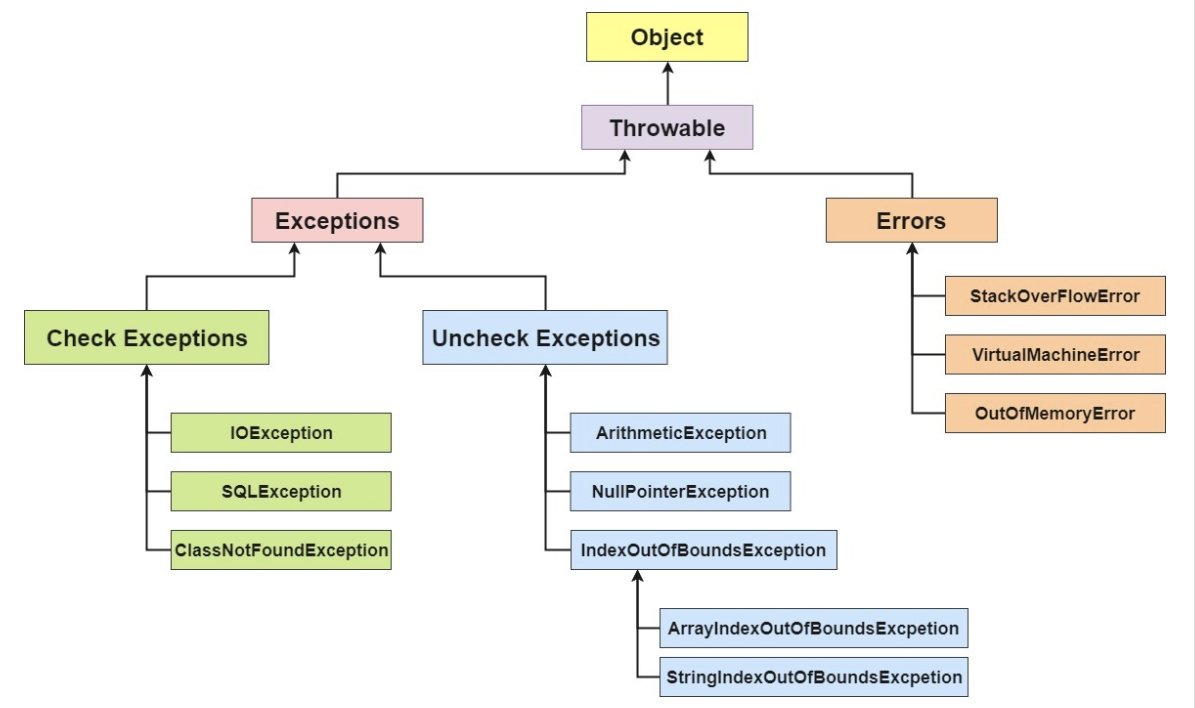 Object
Throwable
Exceptions
Errors
Check Exceptions
Uncheck Exceptions
StackOverFlowError
VirtualMachineError
OutOfMemoryError
IOException
SQLException
ClassNotFoundException
ArithmeticException
NullPointerException
IndexOutOfBoundsException
ArrayIndexOutOfBoundsExcpetion
StringIndexOutOfBoundsExcpetion